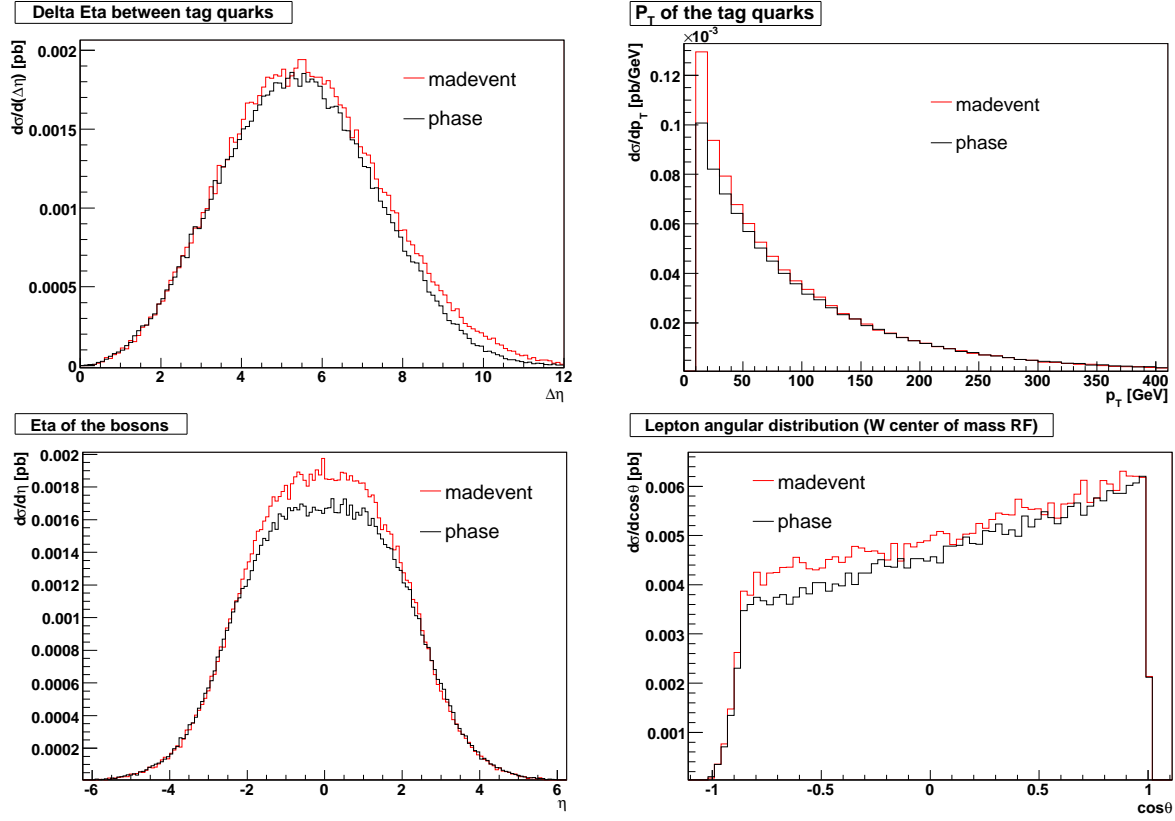 Delta Eta between tag quarks
dσ/d(Δη) [pb]
0.002
0.0015
0.001
0.0005
0
madevent
phase
0 2 4 6 8 10 12
Δη
P_T of the tag quarks
×10^-3
dσ/dp_T [pb/GeV]
0.12
0.1
0.08
0.06
0.04
0.02
madevent
phase
0 50 100 150 200 250 300 350 400
p_T [GeV]
Eta of the bosons
dσ/dη [pb]
0.002
0.0018
0.0016
0.0014
0.0012
0.001
0.0008
0.0006
0.0004
0.0002
madevent
phase
-6 -4 -2 0 2 4 6
η
Lepton angular distribution (W center of mass RF)
dσ/dcosθ [pb]
0.006
0.005
0.004
0.003
0.002
0.001
madevent
phase
-1 -0.5 0 0.5 1
cosθ